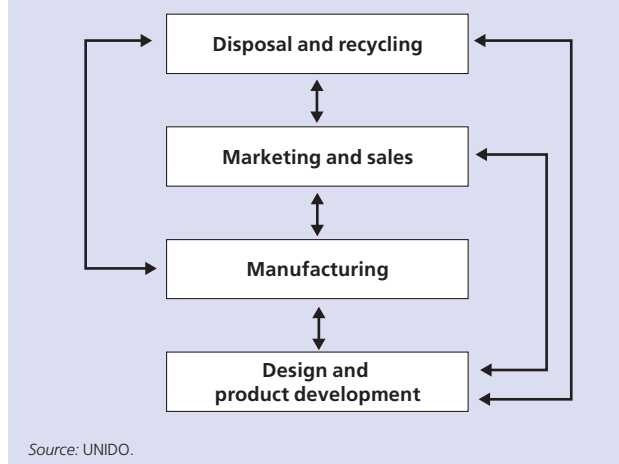 Disposal and recycling
Marketing and sales
Manufacturing
Design and
product development
Source: UNIDO.